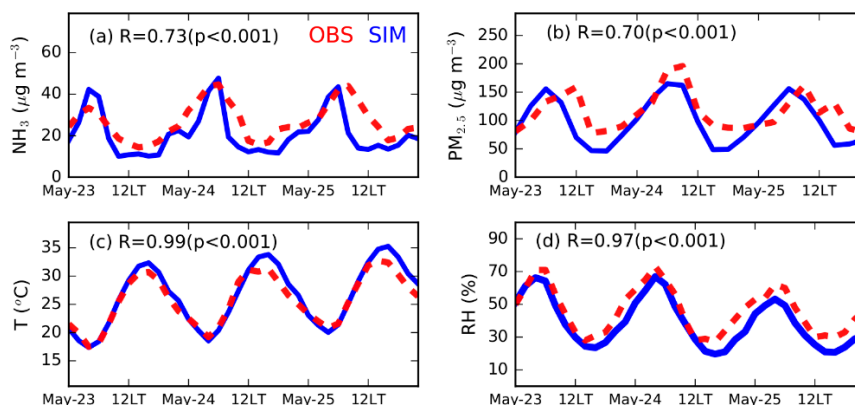 (a) R=0.73(p<0.001) OBS SIM
NH₃ (μg m⁻³)
60
40
20
0
May-23 12LT May-24 12LT May-25 12LT
(b) R=0.70(p<0.001)
PM₂.₅ (μg m⁻³)
250
200
150
100
50
0
May-23 12LT May-24 12LT May-25 12LT
(c) R=0.99(p<0.001)
T (°C)
35
30
25
20
15
May-23 12LT May-24 12LT May-25 12LT
(d) R=0.97(p<0.001)
RH (%)
90
70
50
30
10
May-23 12LT May-24 12LT May-25 12LT